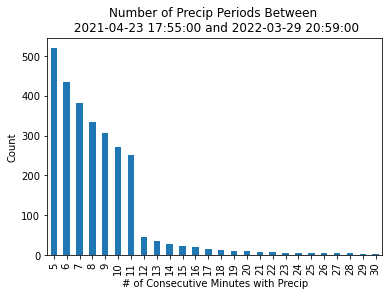 Number of Precip Periods Between
2021-04-23 17:55:00 and 2022-03-29 20:59:00
Count
500
400
300
200
100
0
5 6 7 8 9 10 11 12 13 14 15 16 17 18 19 20 21 22 23 24 25 26 27 28 29 30
# of Consecutive Minutes with Precip